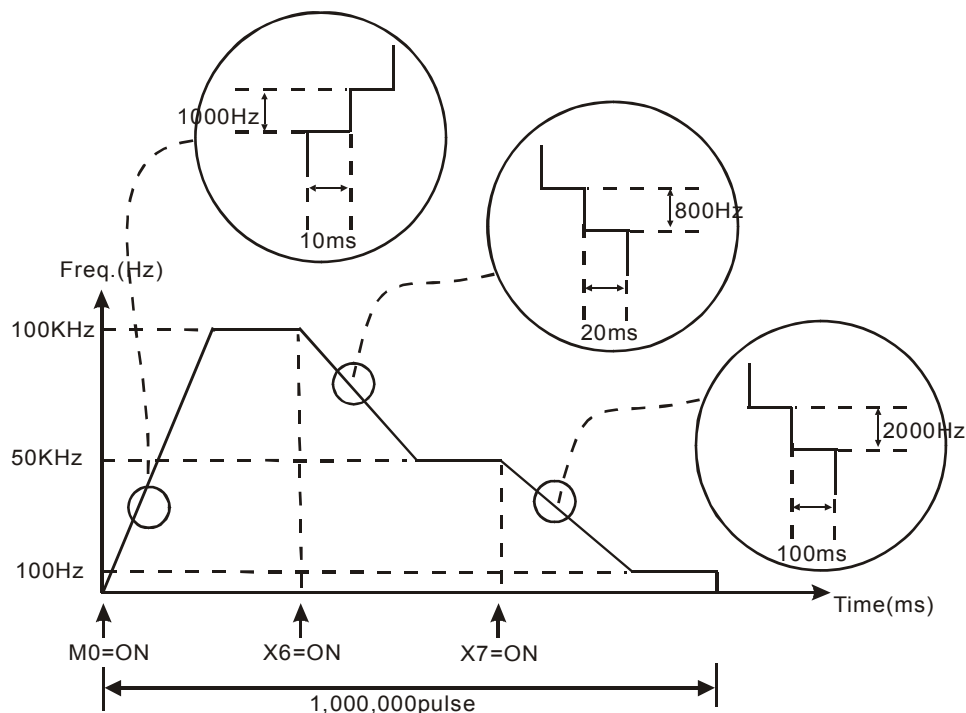 1000Hz
10ms
800Hz
20ms
2000Hz
100ms
Freq.(Hz)
100KHz
50KHz
100Hz
Time(ms)
M0=ON
X6=ON
X7=ON
1,000,000pulse